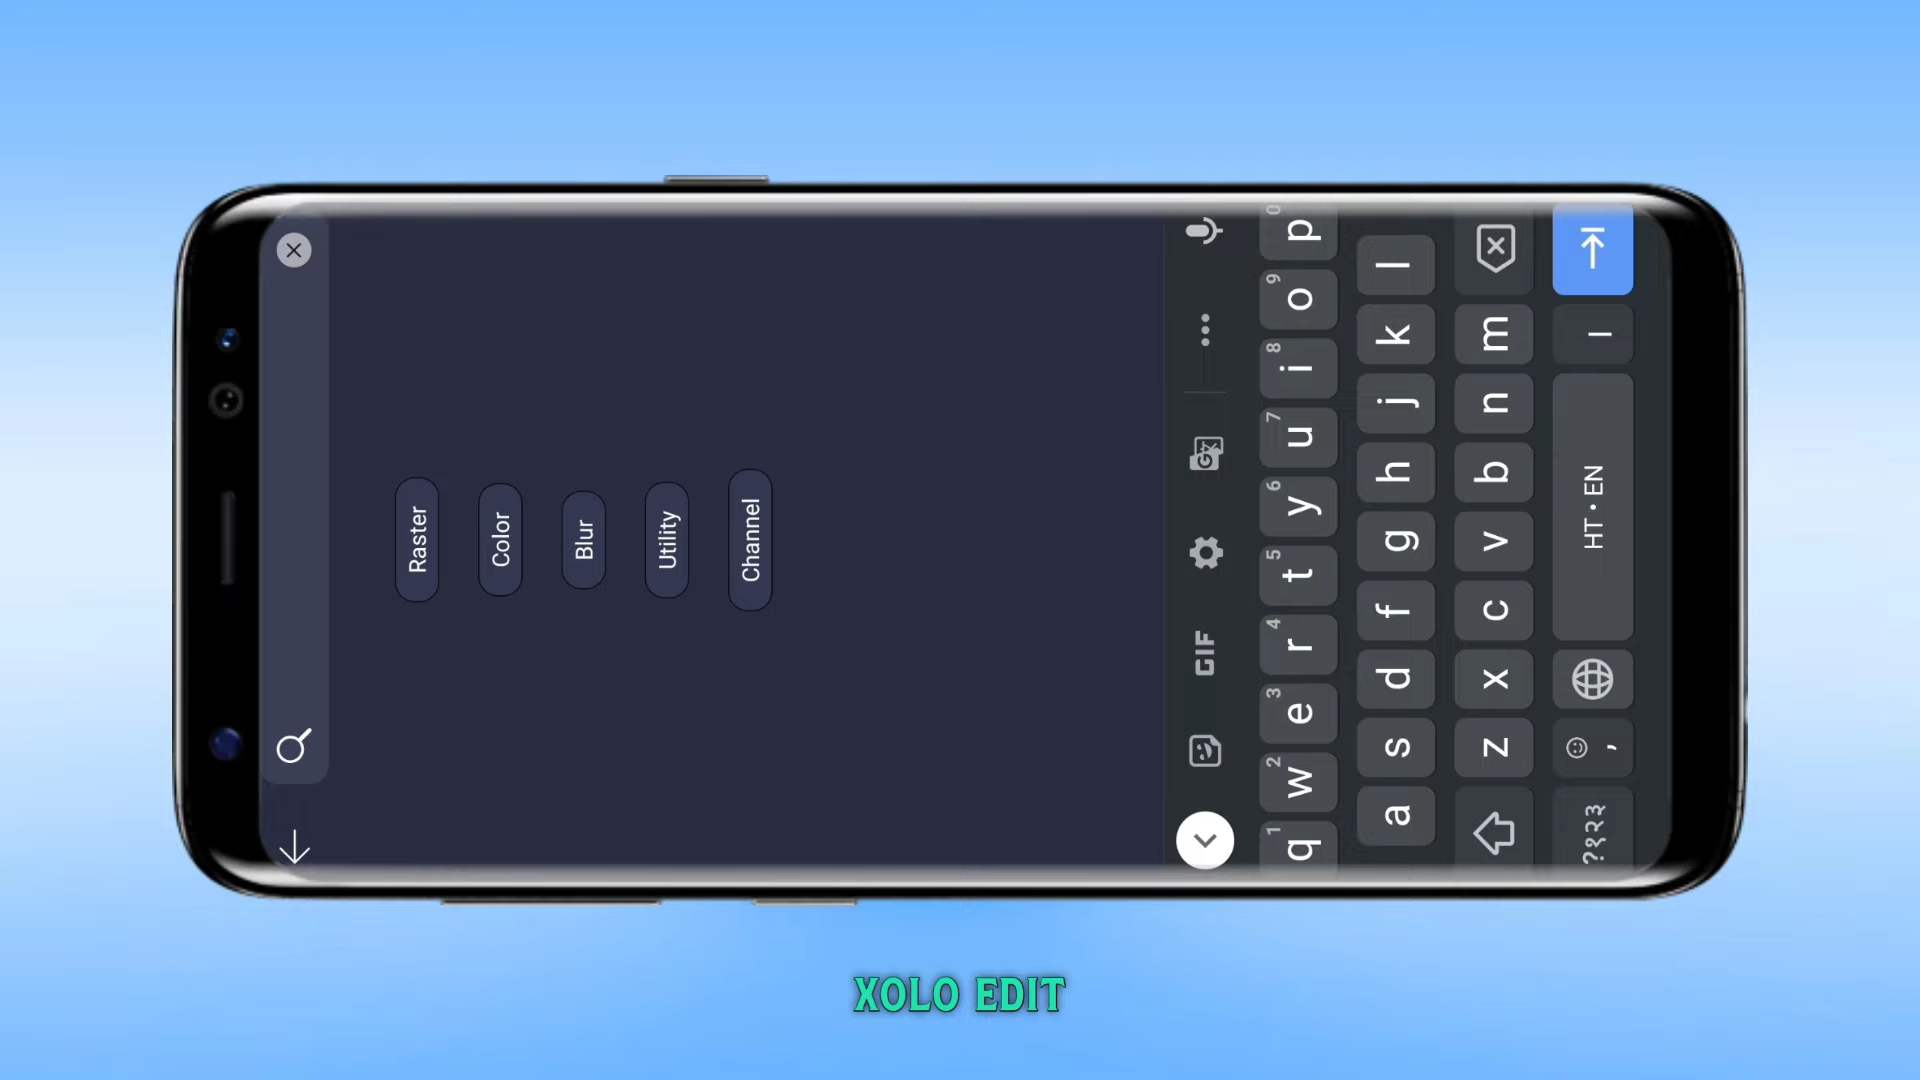 Raster
Color
Blur
Utility
Channel
GIF
q 1 w 2 e 3 r 4 t 5 y 6 u 7 i 8 o 9 p 0
a s d f g h j k l
z x c v b n m
?१२३ , HT • EN |
XOLO EDIT